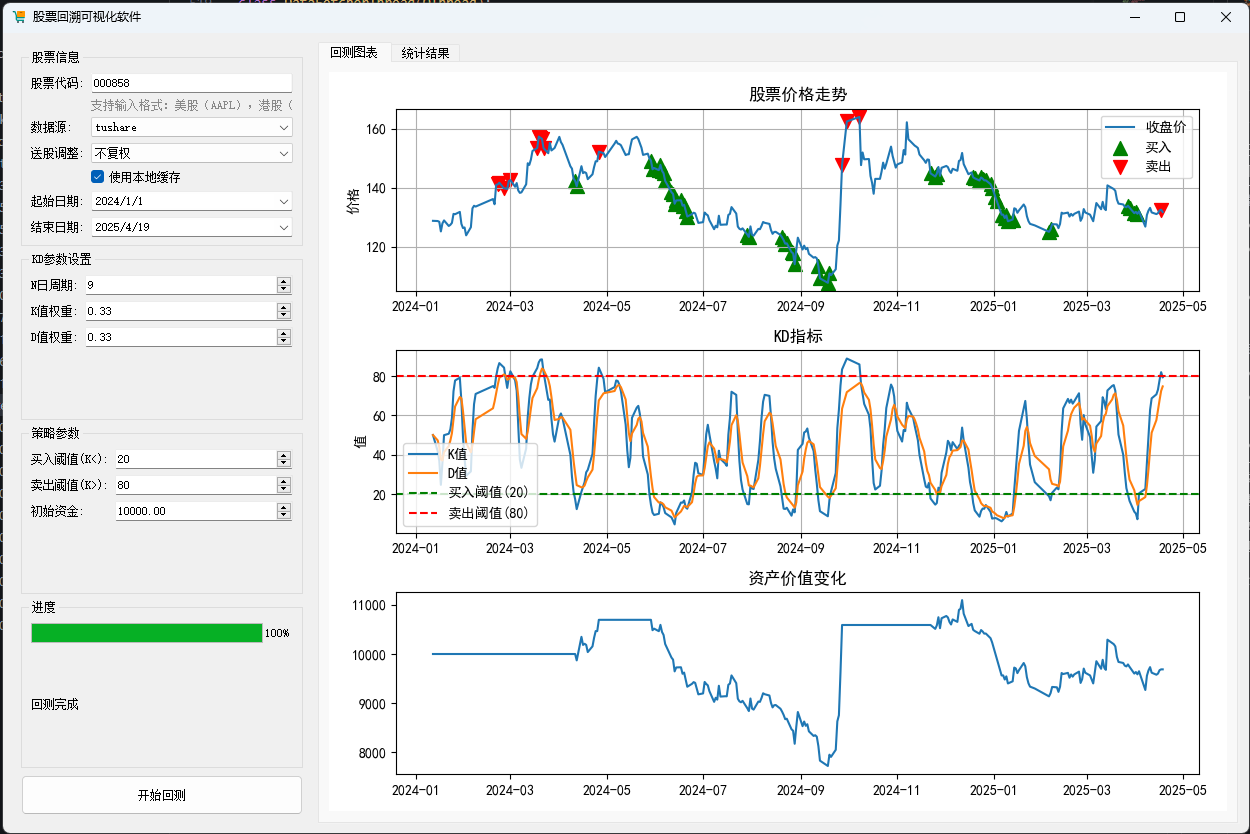 股票回溯可视化软件
股票信息
股票代码: 000858
支持输入格式: 美股（AAPL）, 港股（
数据源: tushare
送股调整: 不复权
使用本地缓存
起始日期: 2024/1/1
结束日期: 2025/4/19
KD参数设置
N日周期: 9
K值权重: 0.33
D值权重: 0.33
策略参数
买入阈值(K<): 20
卖出阈值(K>): 80
初始资金: 10000.00
进度
100%
回测完成
开始回测
回测图表 统计结果
股票价格走势
160
140
120
价格
收盘价
买入
卖出
2024-01 2024-03 2024-05 2024-07 2024-09 2024-11 2025-01 2025-03 2025-05
KD指标
80
60
40
20
值
K值
D值
买入阈值(20)
卖出阈值(80)
2024-01 2024-03 2024-05 2024-07 2024-09 2024-11 2025-01 2025-03 2025-05
资产价值变化
11000
10000
9000
8000
2024-01 2024-03 2024-05 2024-07 2024-09 2024-11 2025-01 2025-03 2025-05